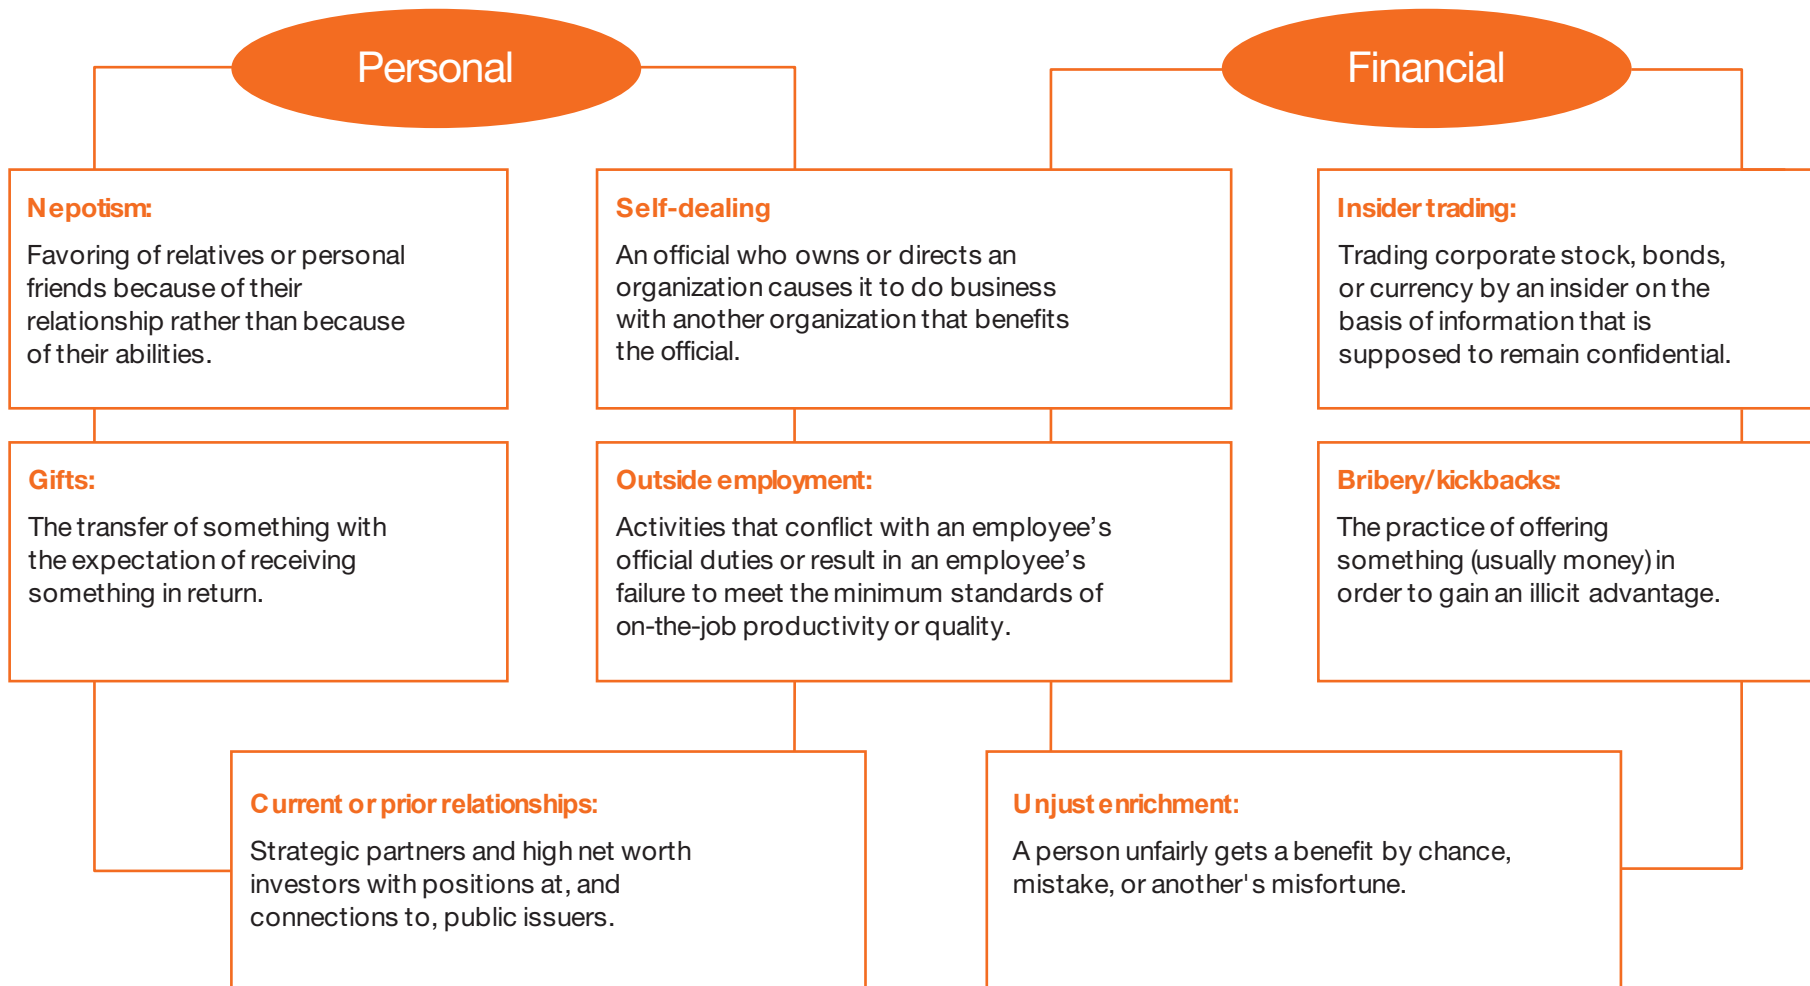 Personal
Financial
Nepotism:
Favoring of relatives or personal
friends because of their
relationship rather than because
of their abilities.
Self-dealing
An official who owns or directs an
organization causes it to do business
with another organization that benefits
the official.
Insider trading:
Trading corporate stock, bonds,
or currency by an insider on the
basis of information that is
supposed to remain confidential.
Gifts:
The transfer of something with
the expectation of receiving
something in return.
Outside employment:
Activities that conflict with an employee’s
official duties or result in an employee’s
failure to meet the minimum standards of
on-the-job productivity or quality.
Bribery/kickbacks:
The practice of offering
something (usually money) in
order to gain an illicit advantage.
Current or prior relationships:
Strategic partners and high net worth
investors with positions at, and
connections to, public issuers.
Unjust enrichment:
A person unfairly gets a benefit by chance,
mistake, or another's misfortune.